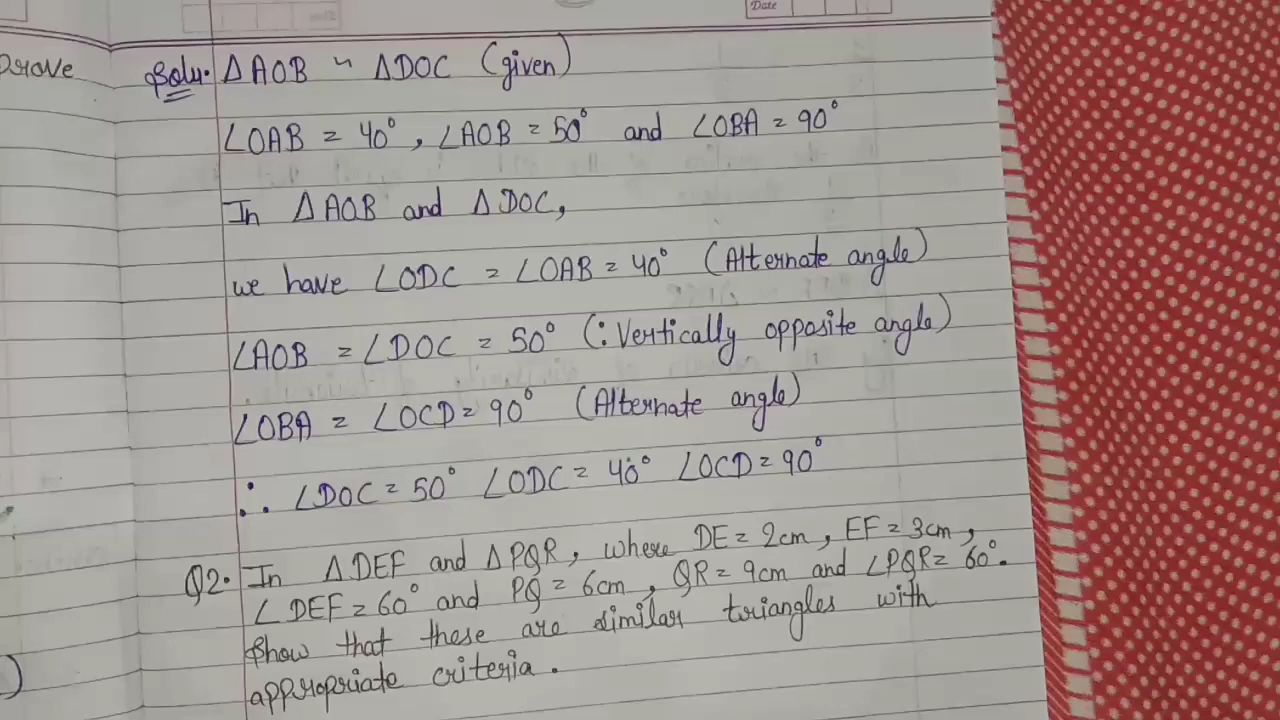 Date
prove
Solu. ΔAOB ~ ΔDOC (given)
∠OAB = 40°, ∠AOB = 50° and ∠OBA = 90°
In ΔAOB and ΔDOC,
we have ∠ODC = ∠OAB = 40° (Alternate angle)
∠AOB = ∠DOC = 50° (∵ Vertically opposite angle)
∠OBA = ∠OCD = 90° (Alternate angle)
∴ ∠DOC = 50° ∠ODC = 40° ∠OCD = 90°
Q2. In ΔDEF and ΔPQR, where DE = 2cm, EF = 3cm,
∠DEF = 60° and PQ = 6cm, QR = 9cm and ∠PQR = 60°.
Show that these are similar triangles with
appropriate criteria.
)